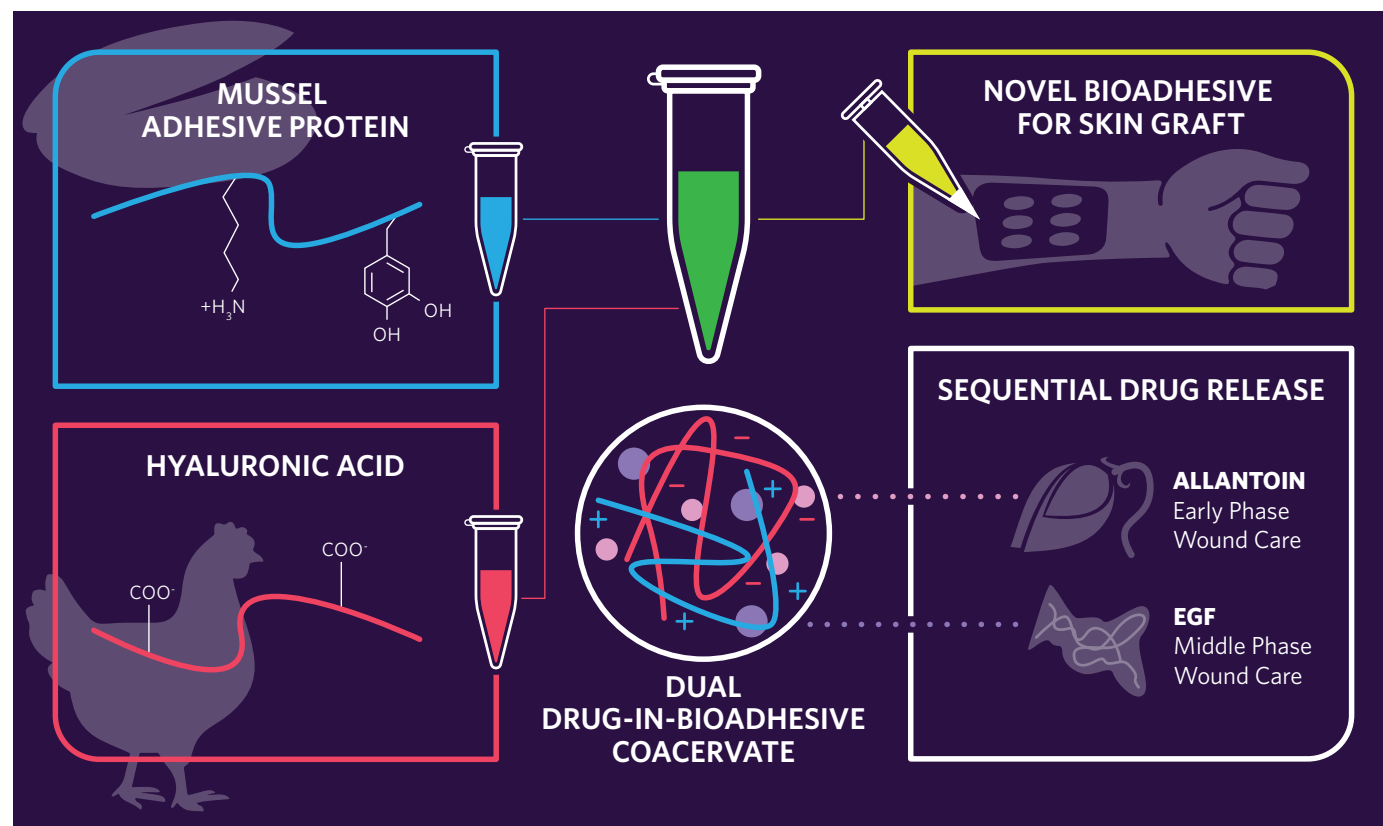 MUSSEL
ADHESIVE PROTEIN
+H₃N
OH
OH
NOVEL BIOADHESIVE
FOR SKIN GRAFT
HYALURONIC ACID
COO-
COO-
DUAL
DRUG-IN-BIOADHESIVE
COACERVATE
SEQUENTIAL DRUG RELEASE
ALLANTOIN
Early Phase
Wound Care
EGF
Middle Phase
Wound Care